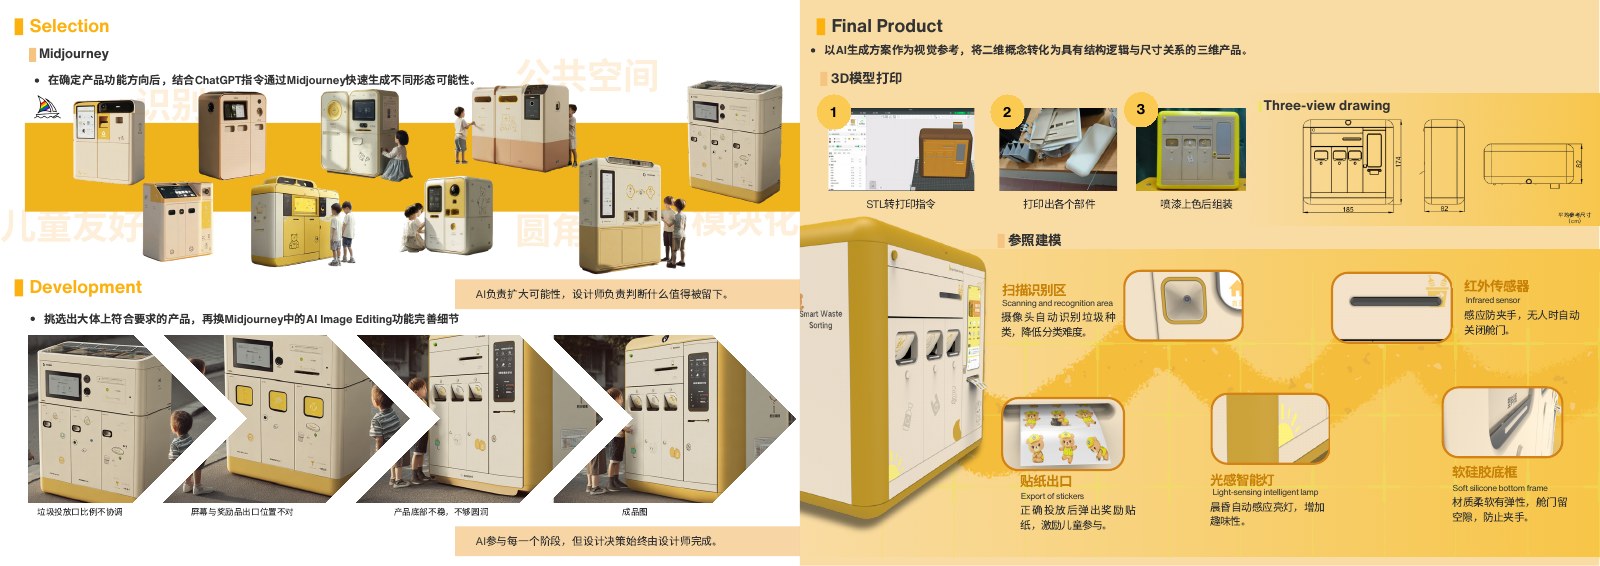 Selection
Midjourney
在确定产品功能方向后，结合ChatGPT指令通过Midjourney快速生成不同形态可能性。
公共空间
识别
儿童友好
圆角
模块化
Development
AI负责扩大可能性，设计师负责判断什么值得被留下。
挑选出大体上符合要求的产品，再换Midjourney中的AI Image Editing功能完善细节
垃圾投放口比例不协调
屏幕与奖励品出口位置不对
产品底部不稳，不够圆润
成品图
AI参与每一个阶段，但设计决策始终由设计师完成。
Final Product
以AI生成方案作为视觉参考，将二维概念转化为具有结构逻辑与尺寸关系的三维产品。
3D模型打印
1
2
3
STL转打印指令
打印出各个部件
喷漆上色后组装
Three-view drawing
174
185
82
82
平均参考尺寸
(cm)
参照建模
Smart Waste
Sorting
扫描识别区
Scanning and recognition area
摄像头自动识别垃圾种
类，降低分类难度。
红外传感器
Infrared sensor
感应防夹手，无人时自动
关闭舱门。
贴纸出口
Export of stickers
正确投放后弹出奖励贴
纸，激励儿童参与。
光感智能灯
Light-sensing intelligent lamp
晨昏自动感应亮灯，增加
趣味性。
软硅胶底框
Soft silicone bottom frame
材质柔软有弹性，舱门留
空隙，防止夹手。